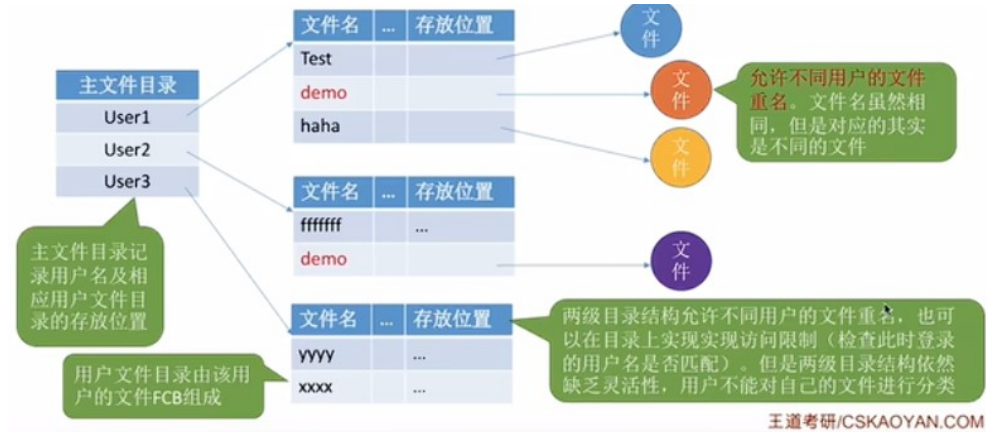 主文件目录
User1
User2
User3
主文件目录记
录用户名及相
应用户文件目
录的存放位置
用户文件目录由该用
户的文件FCB组成
文件名 ... 存放位置
Test
demo
haha
文
件
文
件
文
件
允许不同用户的文件
重名。文件名虽然相
同，但是对应的其实
是不同的文件
文件名 ... 存放位置
fffffff ...
demo
文
件
文件名 ... 存放位置
yyyy ...
xxxx ...
两级目录结构允许不同用户的文件重名，也可
以在目录上实现实现访问限制（检查此时登录
的用户名是否匹配）。但是两级目录结构依然
缺乏灵活性，用户不能对自己的文件进行分类
王道考研/CSKAOYAN.COM